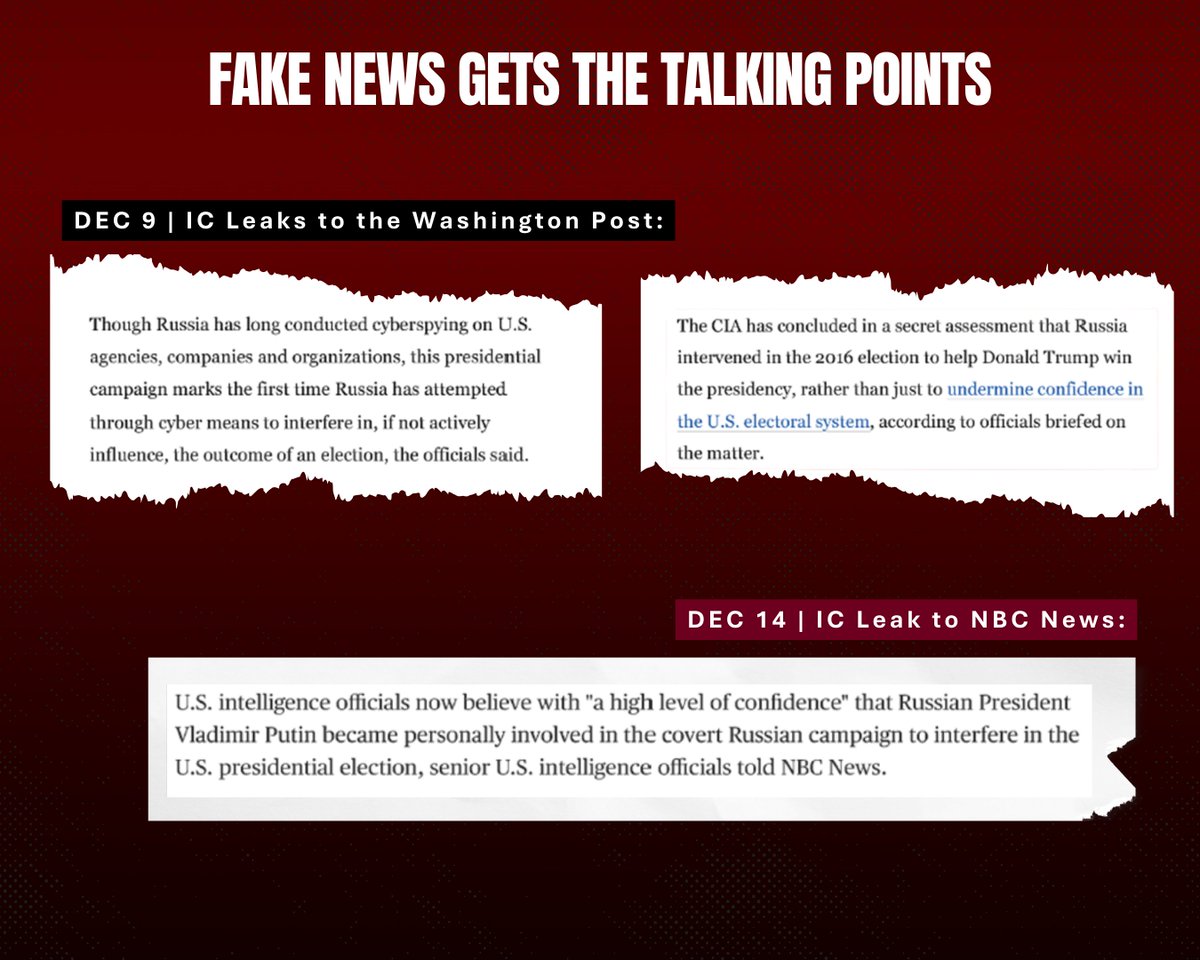 FAKE NEWS GETS THE TALKING POINTS
DEC 9 | IC Leaks to the Washington Post:
Though Russia has long conducted cyberspying on U.S.
agencies, companies and organizations, this presidential
campaign marks the first time Russia has attempted
through cyber means to interfere in, if not actively
influence, the outcome of an election, the officials said.
The CIA has concluded in a secret assessment that Russia
intervened in the 2016 election to help Donald Trump win
the presidency, rather than just to undermine confidence in
the U.S. electoral system, according to officials briefed on
the matter.
DEC 14 | IC Leak to NBC News:
U.S. intelligence officials now believe with "a high level of confidence" that Russian President
Vladimir Putin became personally involved in the covert Russian campaign to interfere in the
U.S. presidential election, senior U.S. intelligence officials told NBC News.